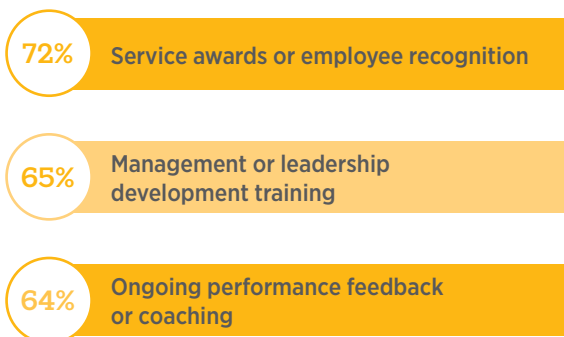 72%
Service awards or employee recognition
65%
Management or leadership
development training
64%
Ongoing performance feedback
or coaching